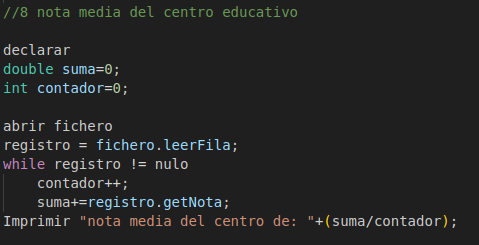 //8 nota media del centro educativo
declarar
double suma=0;
int contador=0;
abrir fichero
registro = fichero.leerFila;
while registro != nulo
contador++;
suma+=registro.getNota;
Imprimir "nota media del centro de: "+(suma/contador);